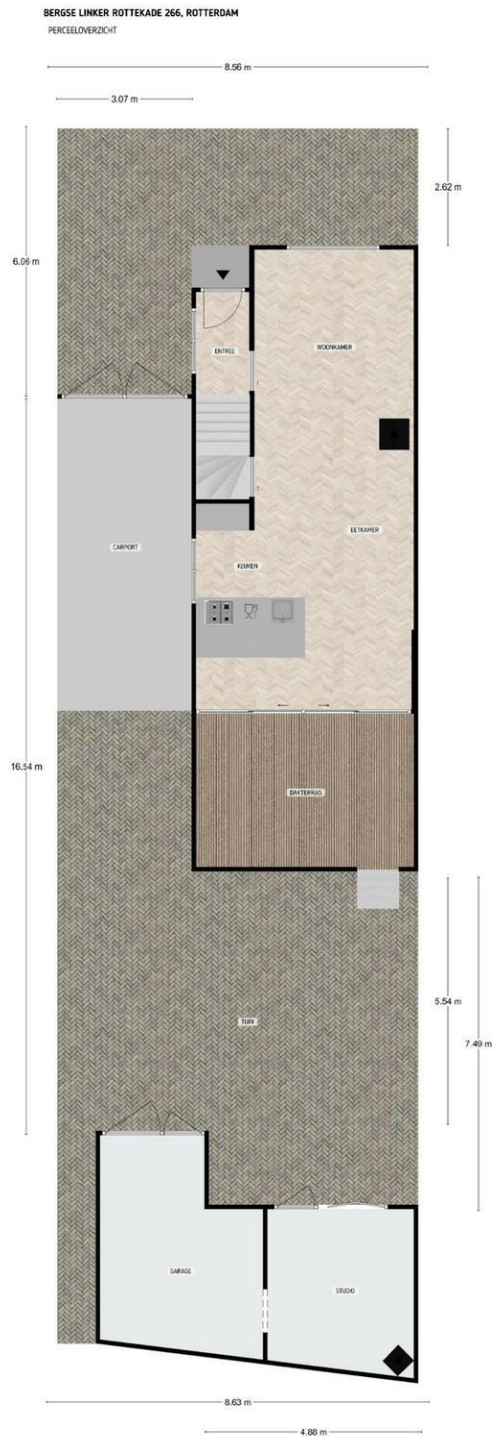 BERGSE LINKER ROTTEKADE 266, ROTTERDAM
PERCEELOVERZICHT
8.56 m
3.07 m
2.62 m
6.06 m
WOONKAMER
ENTREE
EETKAMER
CARPORT
KEUKEN
16.54 m
DAKTERRAS
5.54 m
TUIN
7.49 m
GARAGE
STUDIO
8.63 m
4.88 m